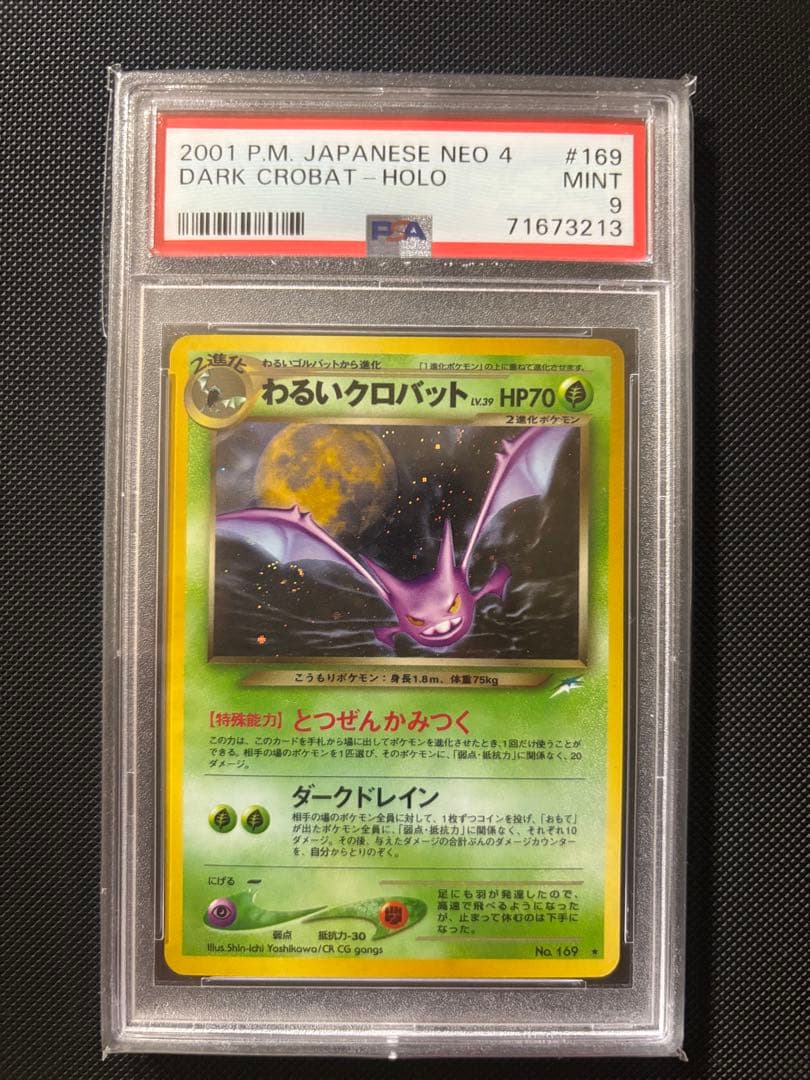 2001 P.M. JAPANESE NEO 4 #169
DARK CROBAT - HOLO MINT
9
PSA 71673213
2進化
わるいゴルバットから進化 「1進化ポケモン」の上に重ねて進化させます。
わるいクロバット LV.39 HP70
2進化ポケモン
こうもりポケモン：身長1.8m、体重75kg
【特殊能力】とつぜんかみつく
この力は、このカードを手札から場に出してポケモンを進化させたとき、1回だけ使うことが
できる。相手の場のポケモンを1匹選び、そのポケモンに、「弱点・抵抗力」に関係なく、20
ダメージ。
ダークドレイン
相手の場のポケモン全員に対して、1枚ずつコインを投げ、「おもて」
が出たポケモン全員に、「弱点・抵抗力」に関係なく、それぞれ10
ダメージ。その後、与えたダメージの合計ぶんのダメージカウンター
を、自分からとりのぞく。
にげる
弱点 抵抗力-30
足にも羽が発達したので、
高速で飛べるようになった
が、止まって休むのは下手に
なった。
Illus. Shin-ichi Yoshikawa/CR CG gangs
No. 169 ★